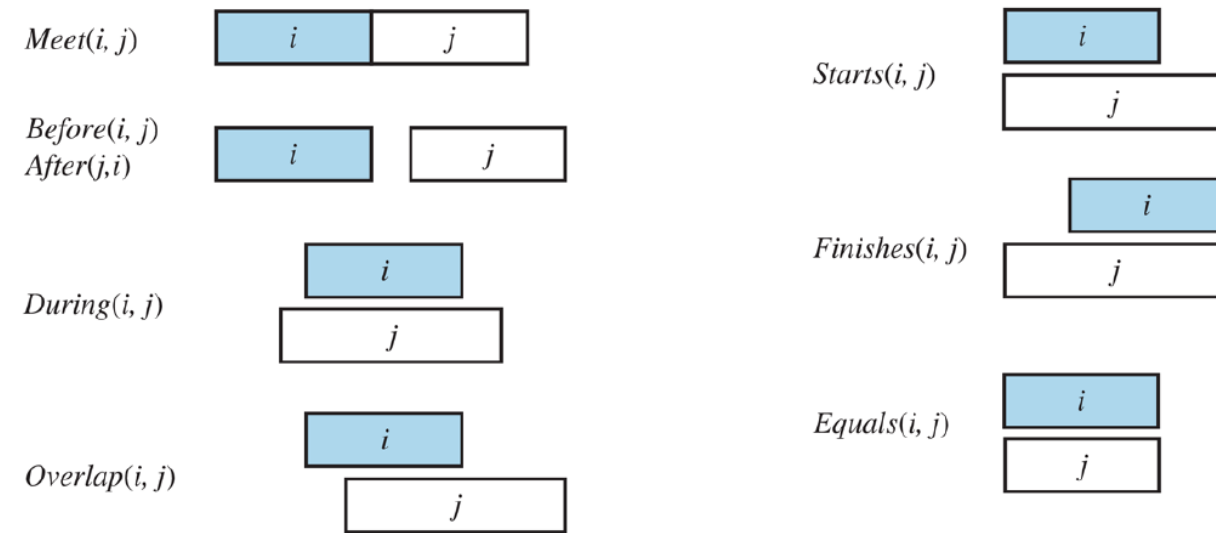 Meet(i, j)
i
j
Before(i, j)
After(j,i)
i
j
During(i, j)
i
j
Overlap(i, j)
i
j
Starts(i, j)
i
j
Finishes(i, j)
i
j
Equals(i, j)
i
j